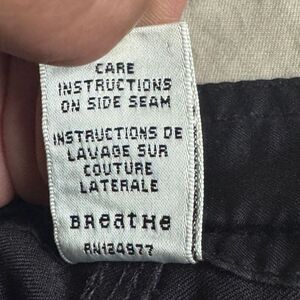 CARE
INSTRUCTIONS
ON SIDE SEAM
INSTRUCTIONS DE
LAVAGE SUR
COUTURE
LATERALE
BReatHe
RN124977